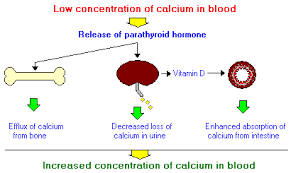 Low concentration of calcium in blood
Release of parathyroid hormone
Vitamin D
Efflux of calcium
from bone
Decreased loss of
calcium in urine
Enhanced absorption of
calcium from intestine
Increased concentration of calcium in blood